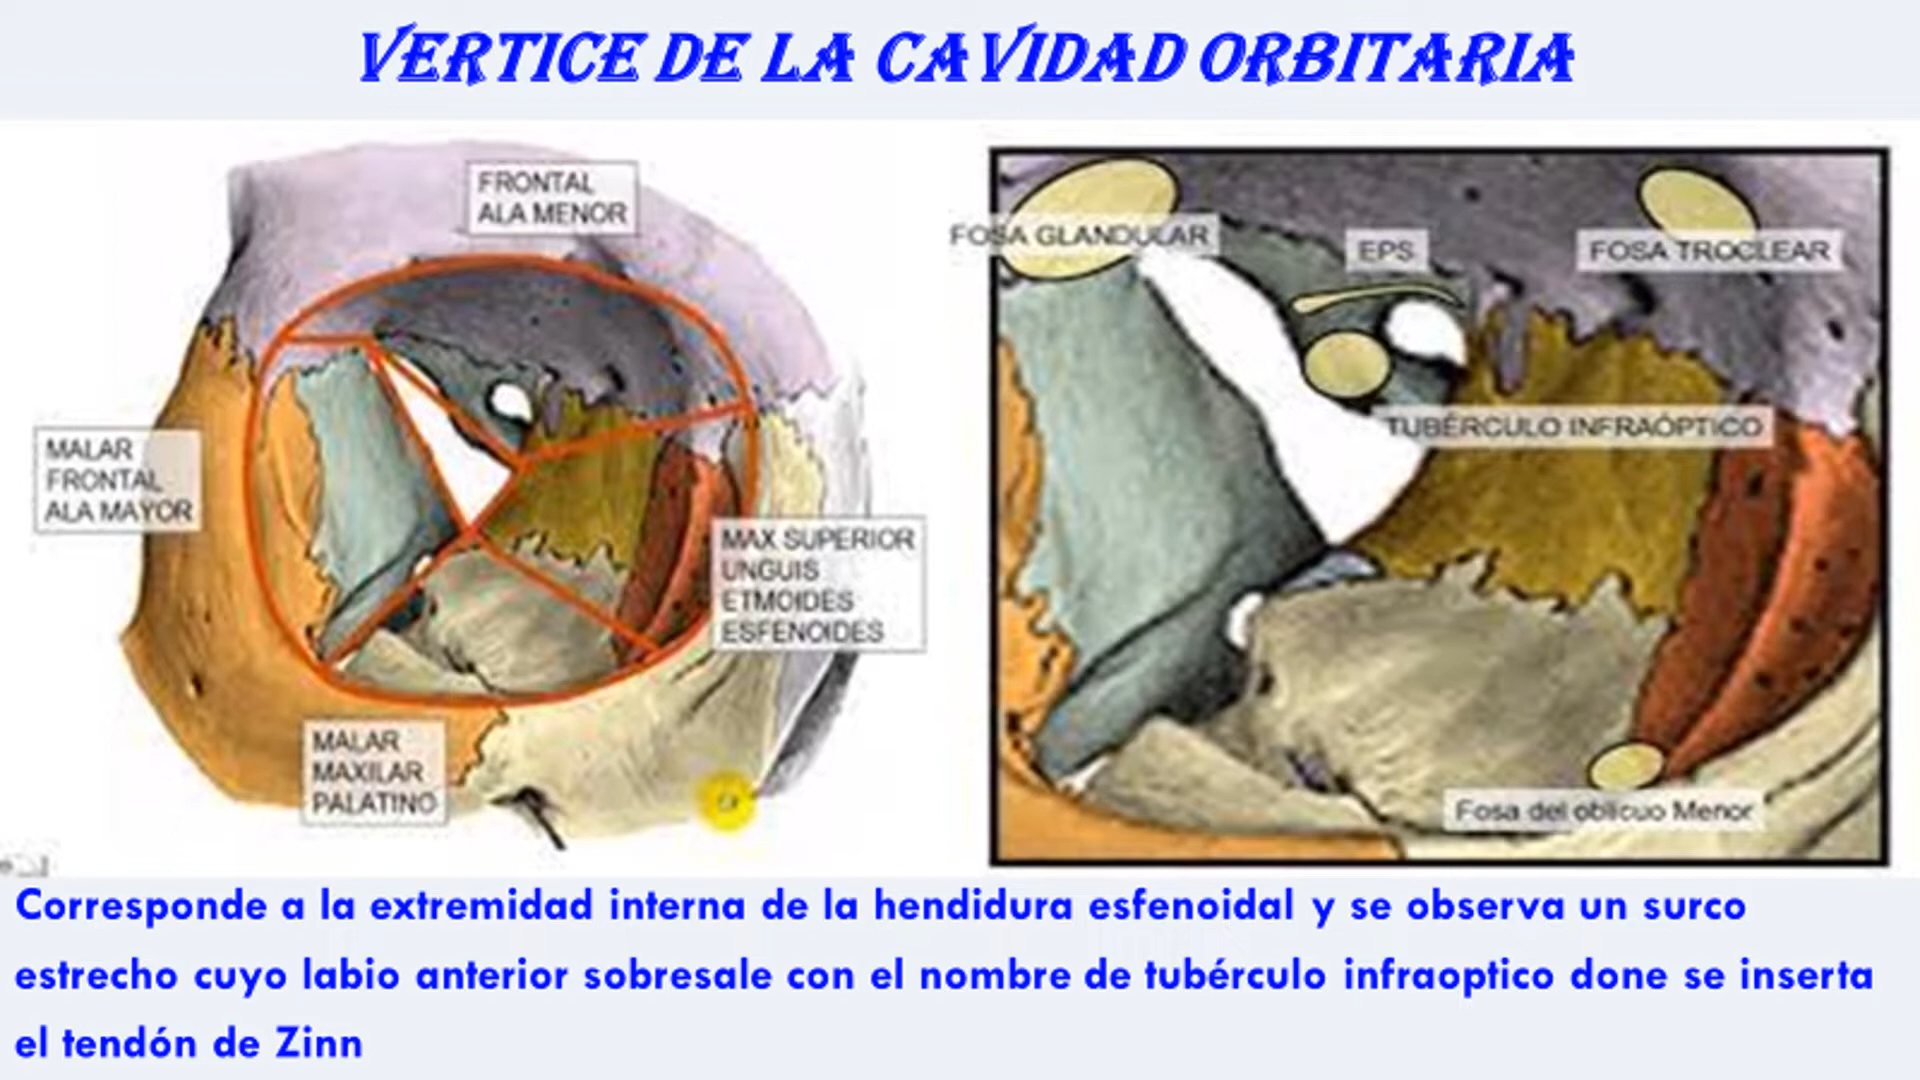 VERTICE DE LA CAVIDAD ORBITARIA
FRONTAL
ALA MENOR
MALAR
FRONTAL
ALA MAYOR
MAX SUPERIOR
UNGUIS
ETMOIDES
ESFENOIDES
MALAR
MAXILAR
PALATINO
FOSA GLANDULAR
EPS
FOSA TROCLEAR
TUBÉRCULO INFRAÓPTICO
Fosa del oblicuo Menor
Corresponde a la extremidad interna de la hendidura esfenoidal y se observa un surco
estrecho cuyo labio anterior sobresale con el nombre de tubérculo infraoptico done se inserta
el tendón de Zinn